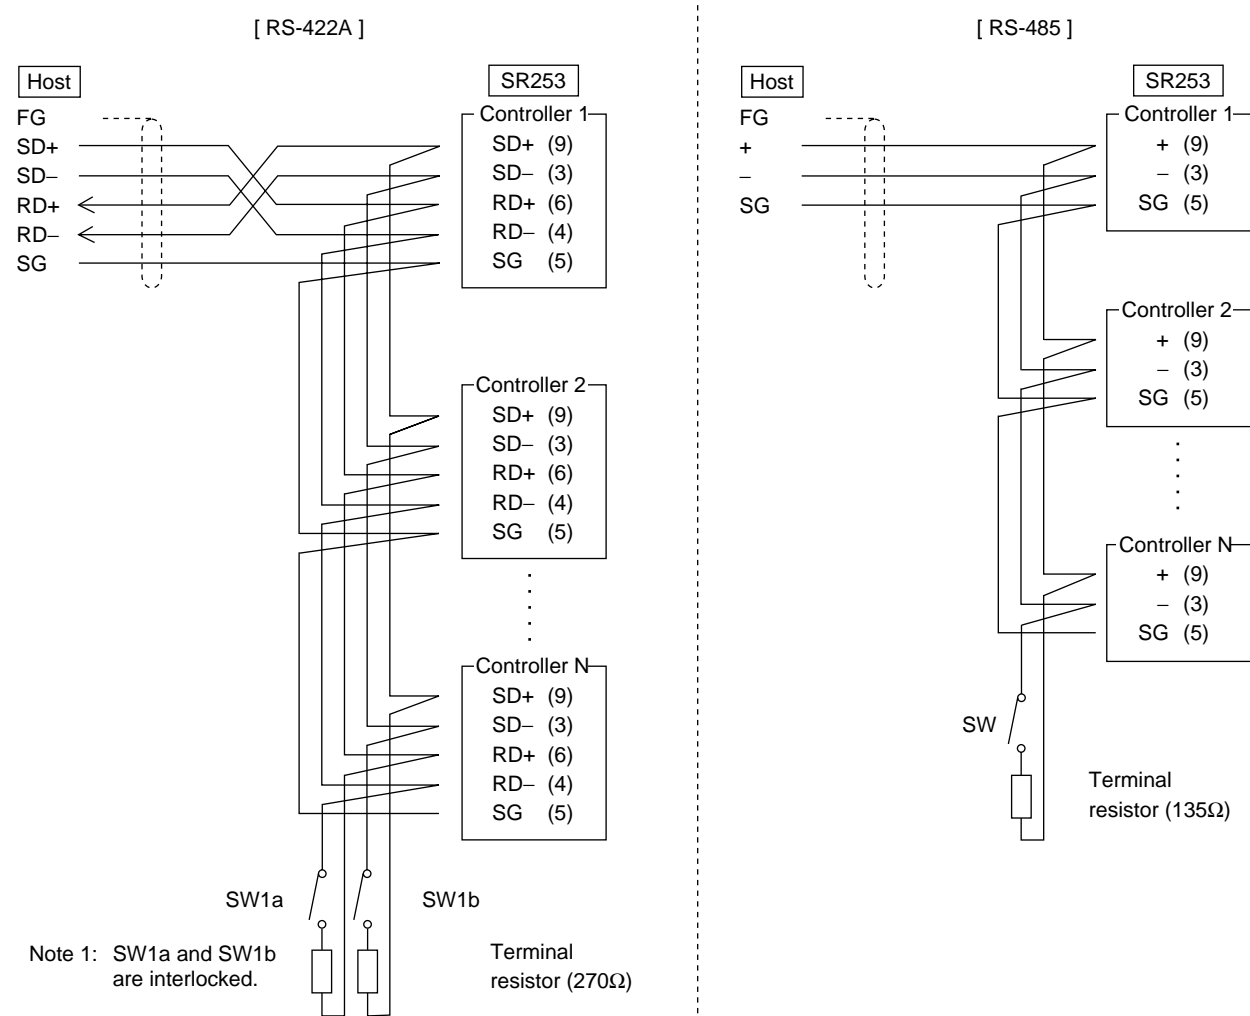 [ RS-422A ]
Host
SR253
FG
SD+
SD−
RD+
RD−
SG
Controller 1
SD+ (9)
SD− (3)
RD+ (6)
RD− (4)
SG (5)
Controller 2
SD+ (9)
SD− (3)
RD+ (6)
RD− (4)
SG (5)
Controller N
SD+ (9)
SD− (3)
RD+ (6)
RD− (4)
SG (5)
SW1a
SW1b
Note 1: SW1a and SW1b
are interlocked.
Terminal
resistor (270Ω)
[ RS-485 ]
Host
SR253
FG
+
−
SG
Controller 1
+ (9)
− (3)
SG (5)
Controller 2
+ (9)
− (3)
SG (5)
Controller N
+ (9)
− (3)
SG (5)
SW
Terminal
resistor (135Ω)